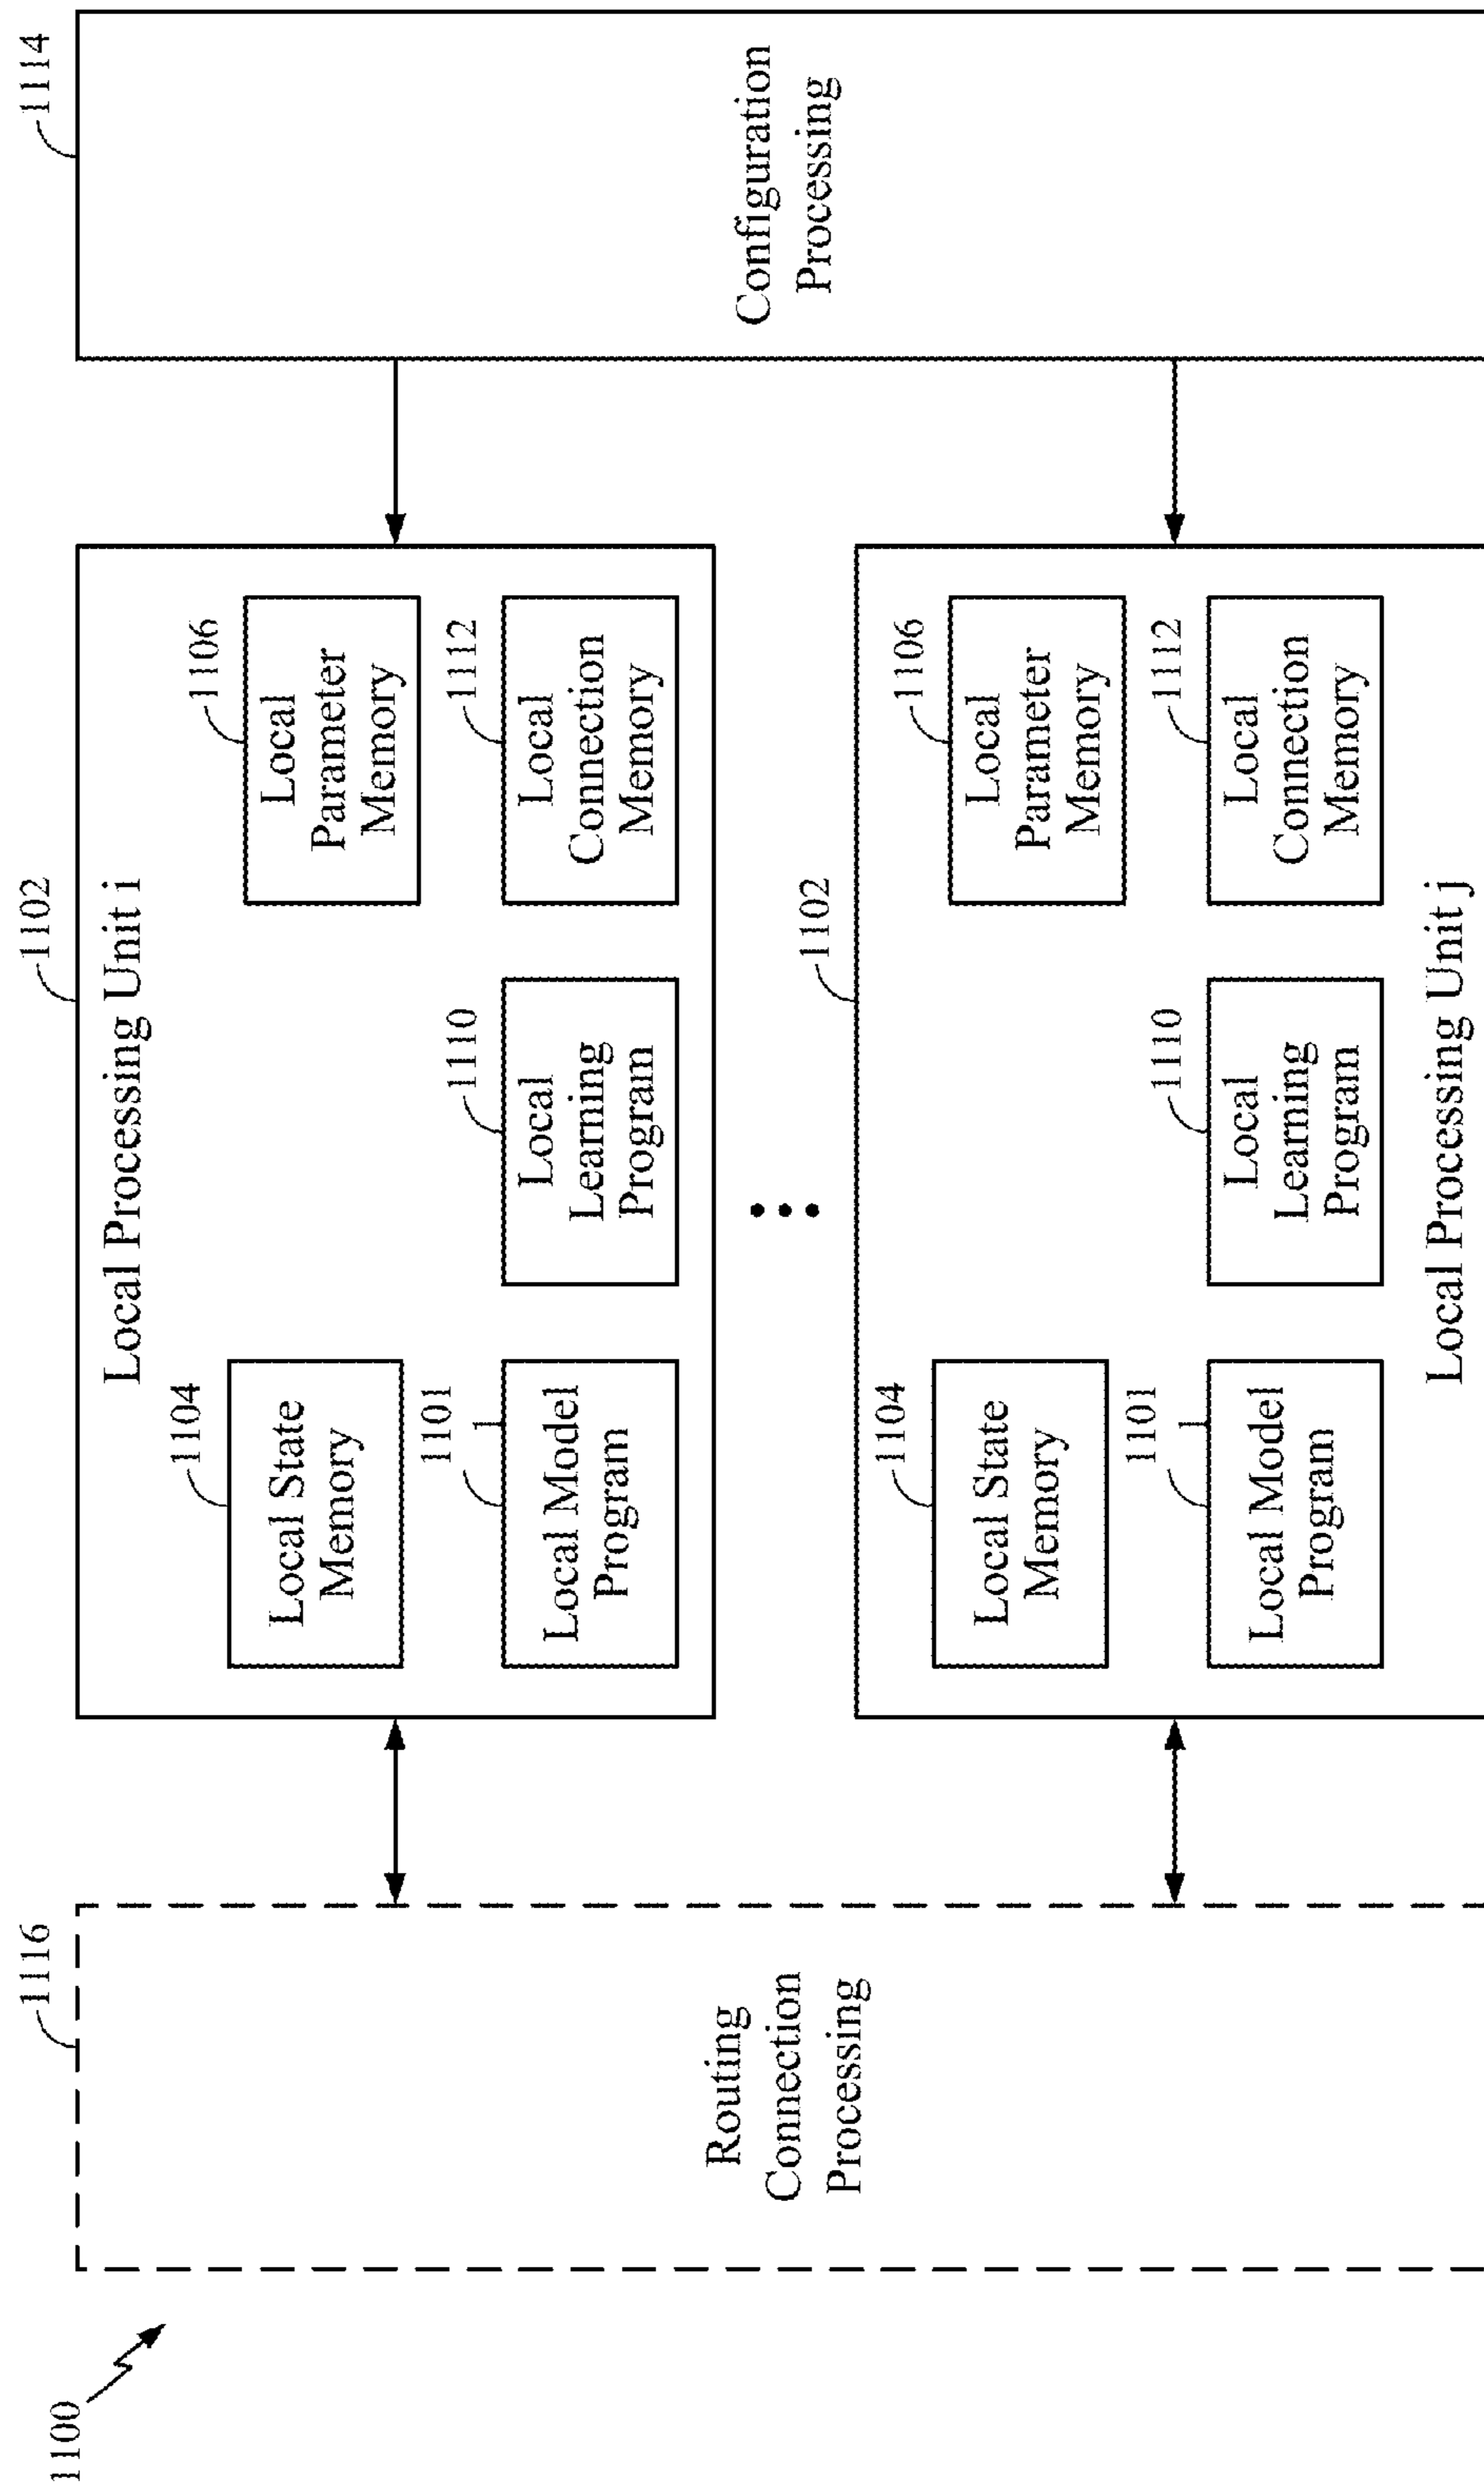 1100
1116
Routing
Connection
Processing
1102
Local Processing Unit i
1104
Local State
Memory
1106
Local
Parameter
Memory
1101
1
Local Model
Program
1110
Local
Learning
Program
1112
Local
Connection
Memory
1102
1104
Local State
Memory
1106
Local
Parameter
Memory
1101
1
Local Model
Program
1110
Local
Learning
Program
1112
Local
Connection
Memory
Local Processing Unit j
1114
Configuration
Processing